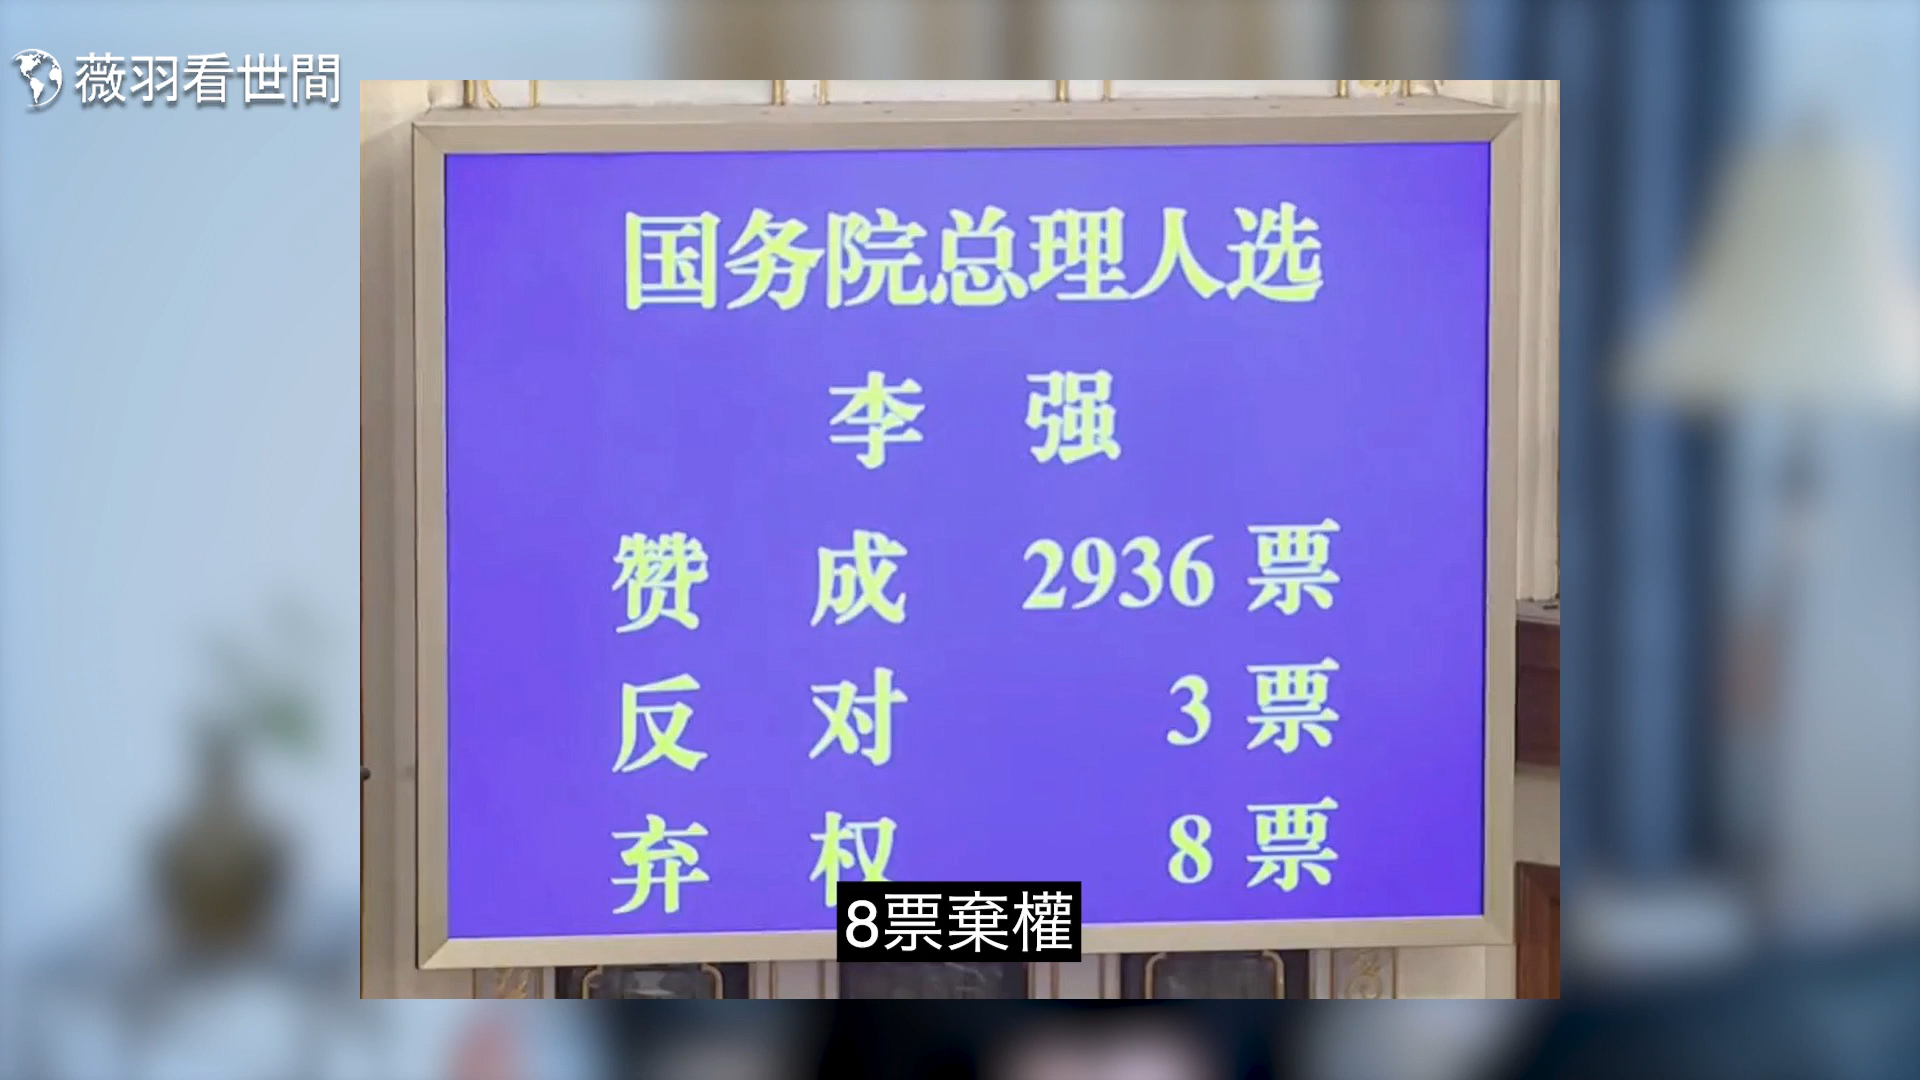 薇羽看世間
国务院总理人选
李 强
赞 成 2936 票
反 对 3 票
弃 权 8 票
8票棄權